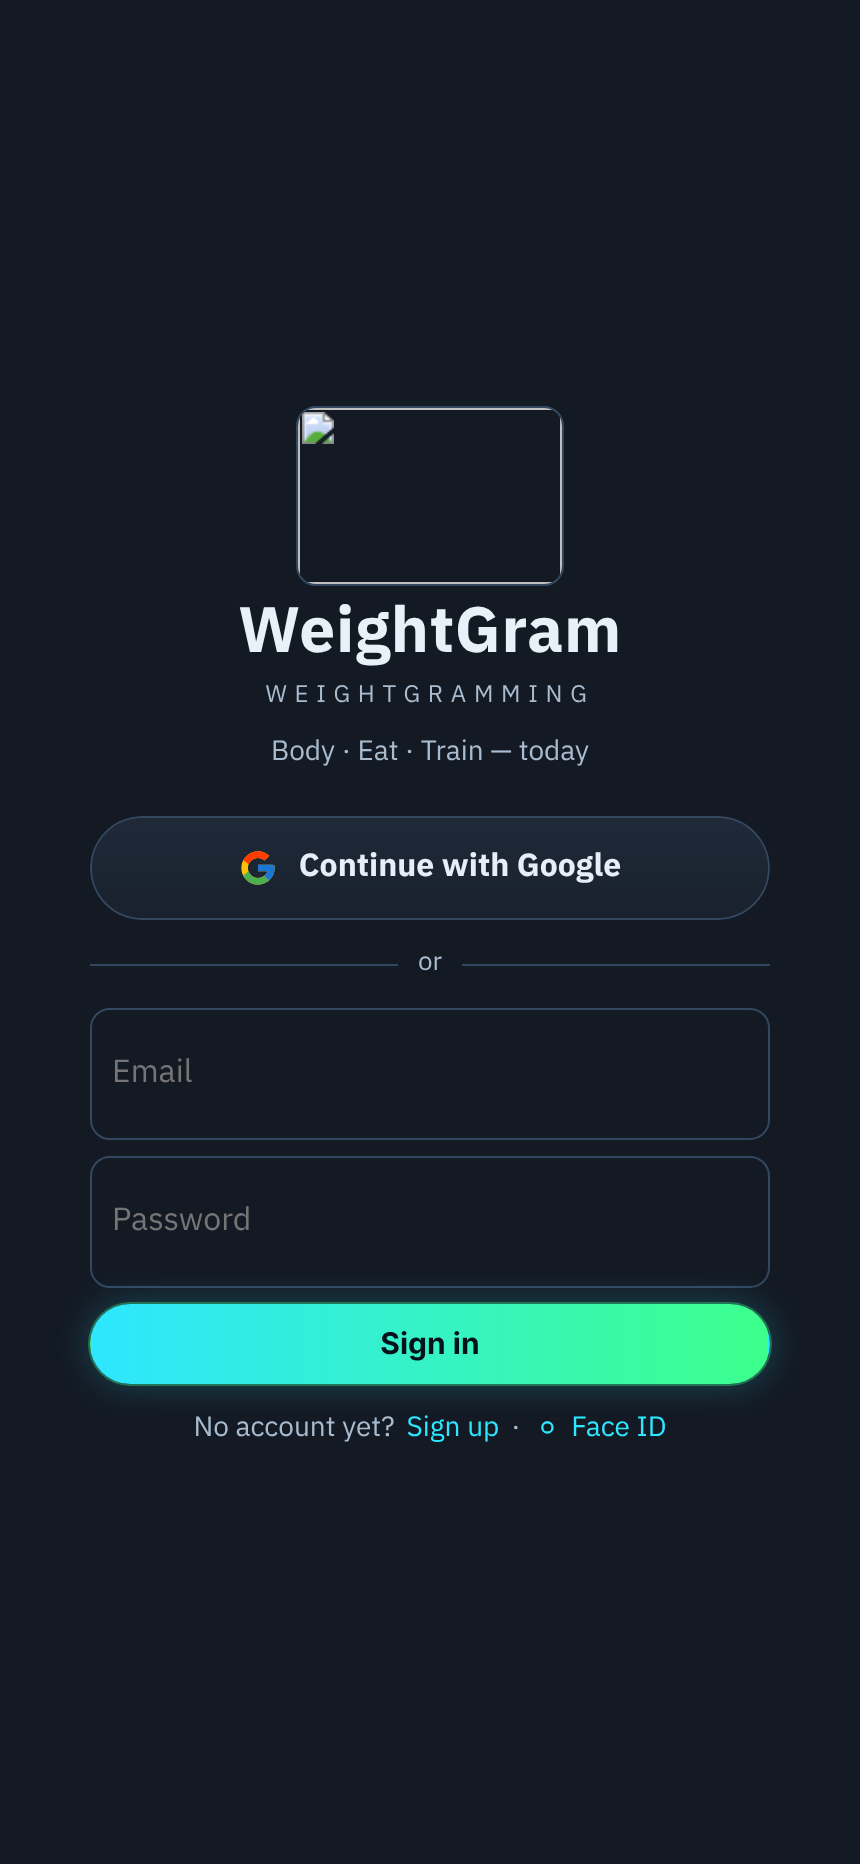 WeightGram
WEIGHTGRAMMING
Body · Eat · Train — today
Continue with Google
or
Email
Password
Sign in
No account yet? Sign up · Face ID